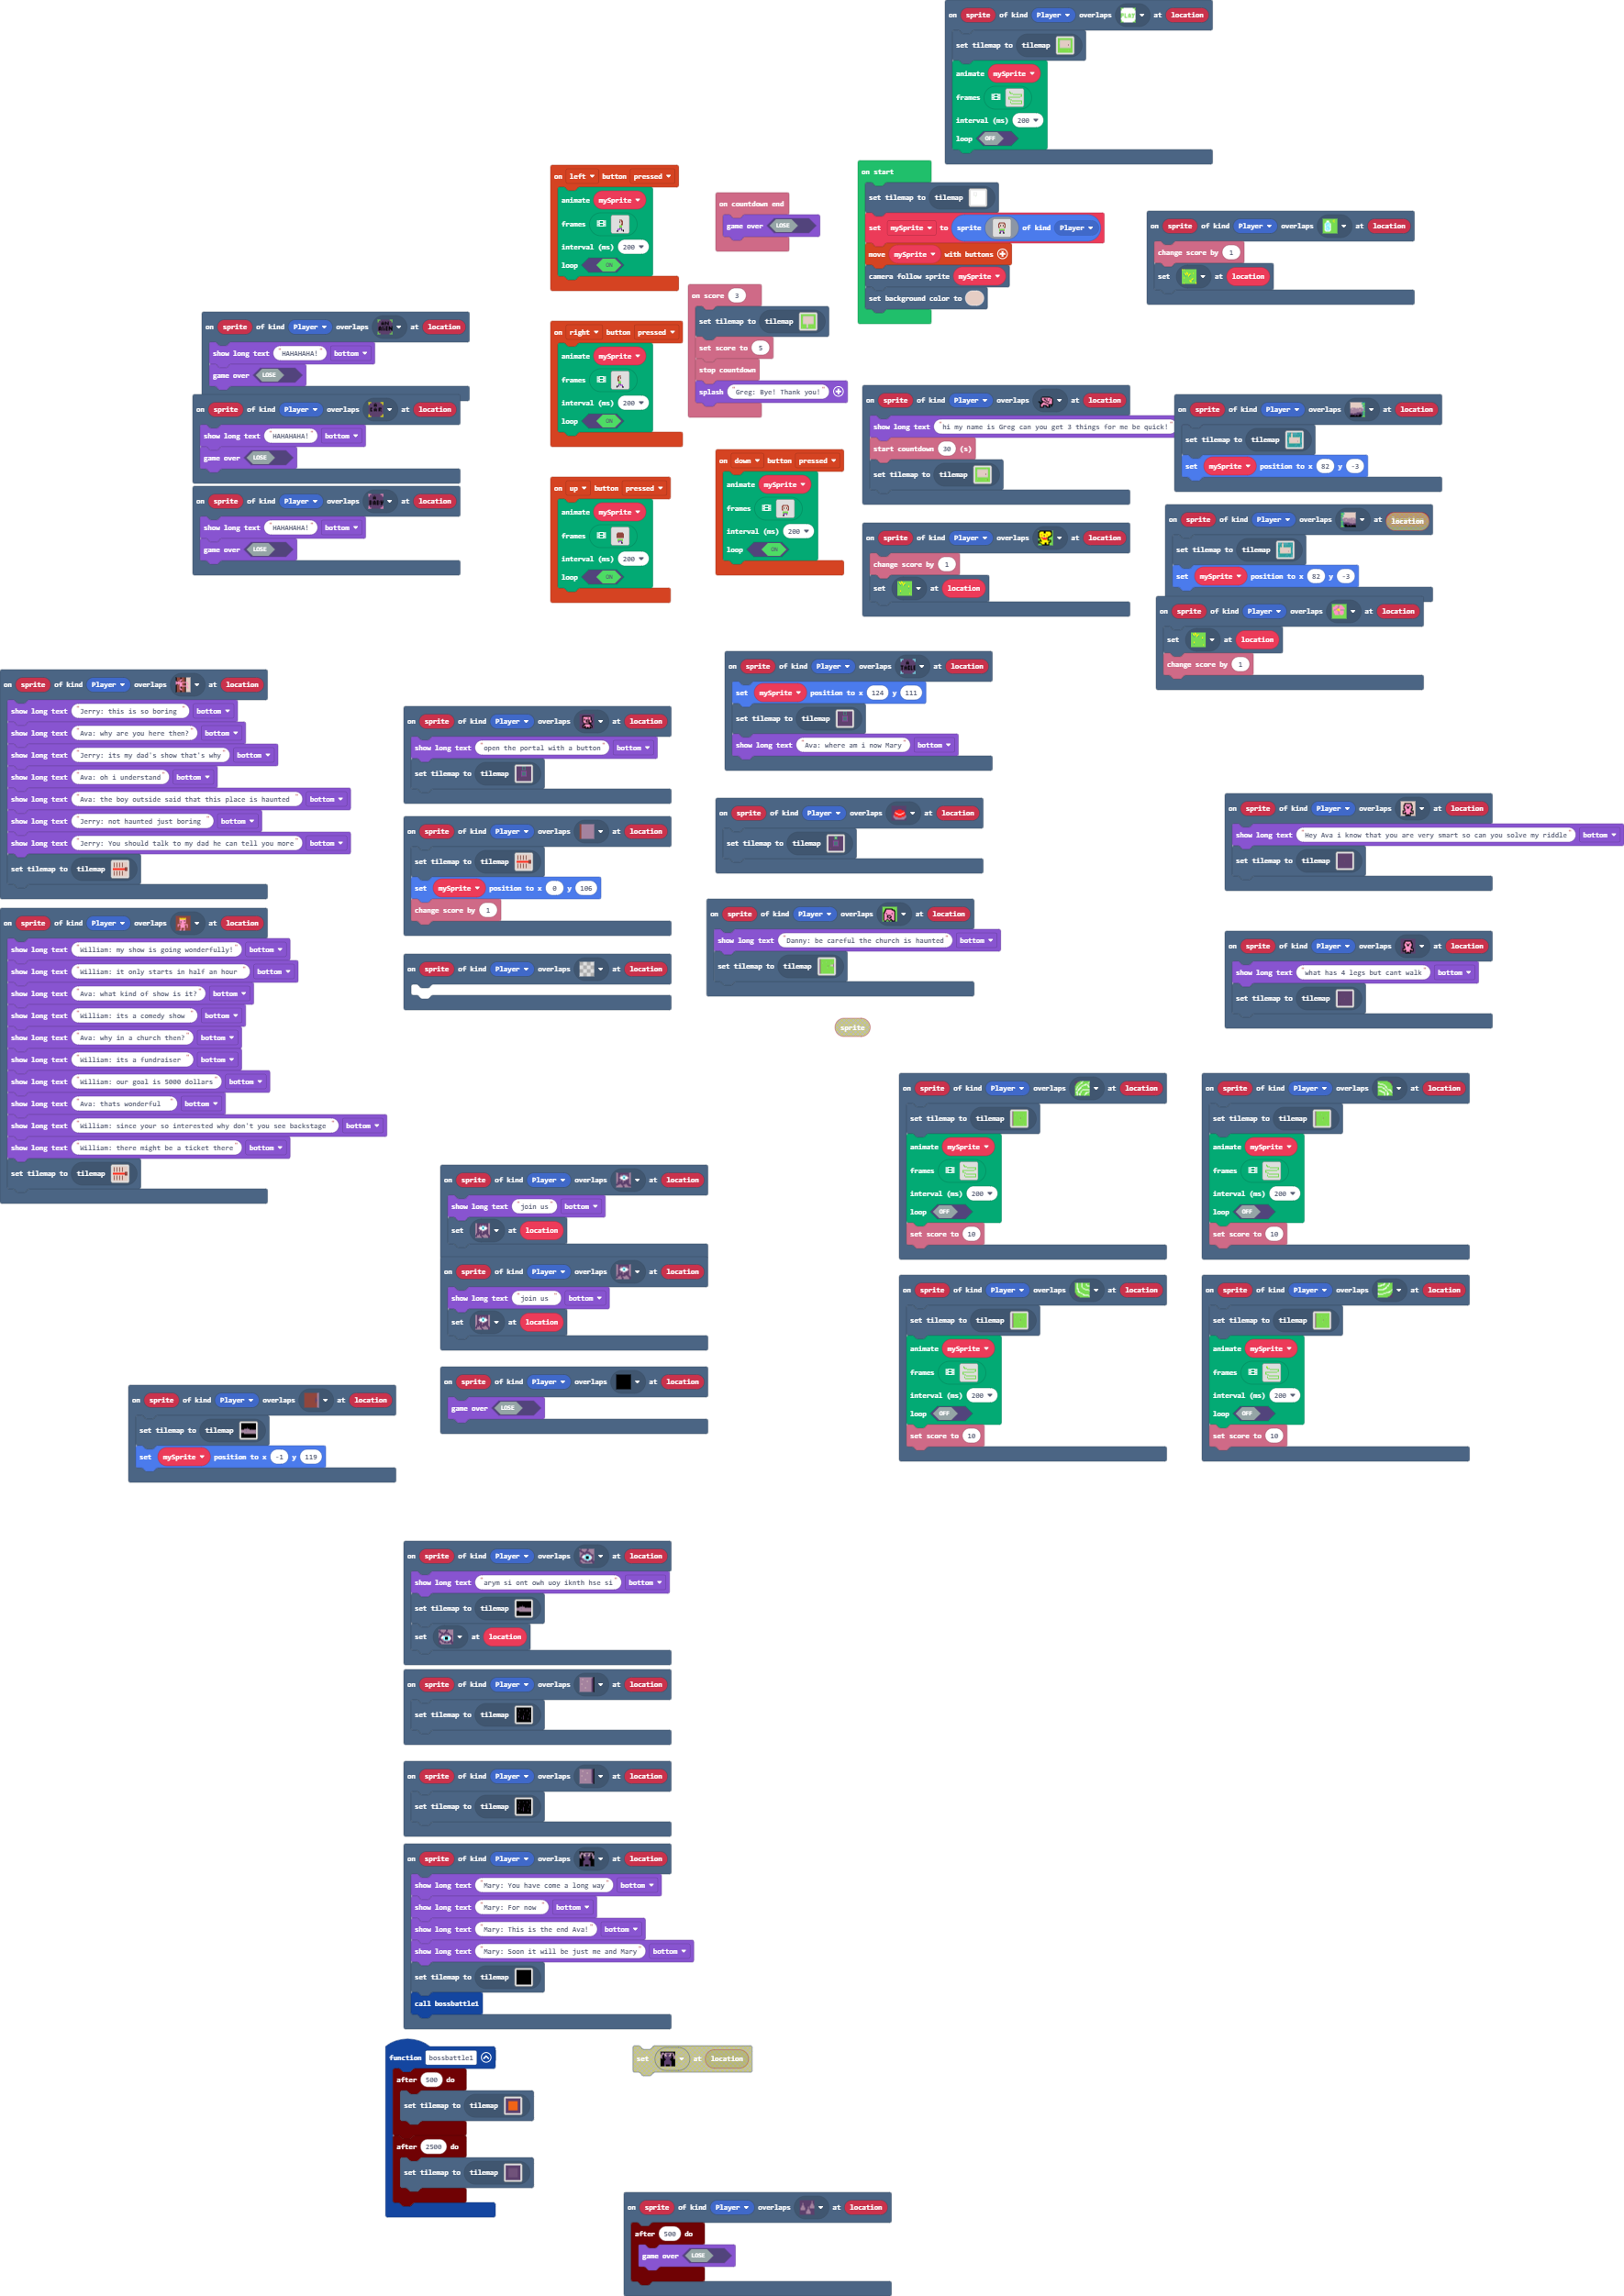 on sprite of kind Player overlaps PLAY at location
set tilemap to tilemap
animate mySprite
frames
interval (ms) 200
loop OFF
on left button pressed
animate mySprite
frames
interval (ms) 200
loop ON
on countdown end
game over LOSE
on start
set tilemap to tilemap
set mySprite to sprite of kind Player
move mySprite with buttons
camera follow sprite mySprite
set background color to
on sprite of kind Player overlaps at location
change score by 1
set at location
on score 3
set tilemap to tilemap
set score to 5
stop countdown
splash "Greg: Bye! Thank you!"
on sprite of kind Player overlaps at location
show long text "HAHAHAHA!" bottom
game over LOSE
on sprite of kind Player overlaps at location
show long text "HAHAHAHA!" bottom
game over LOSE
on sprite of kind Player overlaps at location
show long text "HAHAHAHA!" bottom
game over LOSE
on right button pressed
animate mySprite
frames
interval (ms) 200
loop ON
on up button pressed
animate mySprite
frames
interval (ms) 200
loop ON
on down button pressed
animate mySprite
frames
interval (ms) 200
loop ON
on sprite of kind Player overlaps at location
show long text "hi my name is Greg can you get 3 things for me be quick!"
start countdown 30 (s)
set tilemap to tilemap
on sprite of kind Player overlaps at location
set tilemap to tilemap
set mySprite position to x 82 y -3
on sprite of kind Player overlaps at location
change score by 1
set at location
on sprite of kind Player overlaps at location
set tilemap to tilemap
set mySprite position to x 82 y -3
on sprite of kind Player overlaps at location
set at location
change score by 1
on sprite of kind Player overlaps at location
show long text "Jerry: this is so boring " bottom
show long text "Ava: why are you here then?" bottom
show long text "Jerry: its my dad's show that's why" bottom
show long text "Ava: oh i understand" bottom
show long text "Ava: the boy outside said that this place is haunted " bottom
show long text "Jerry: not haunted just boring " bottom
show long text "Jerry: You should talk to my dad he can tell you more" bottom
set tilemap to tilemap
on sprite of kind Player overlaps at location
show long text "open the portal with a button" bottom
set tilemap to tilemap
on sprite of kind Player overlaps at location
set mySprite position to x 124 y 111
set tilemap to tilemap
show long text "Ava: where am i now Mary" bottom
on sprite of kind Player overlaps at location
set tilemap to tilemap
set mySprite position to x 0 y 106
change score by 1
on sprite of kind Player overlaps at location
set tilemap to tilemap
on sprite of kind Player overlaps at location
show long text "Hey Ava i know that you are very smart so can you solve my riddle" bottom
set tilemap to tilemap
on sprite of kind Player overlaps at location
show long text "William: my show is going wonderfully!" bottom
show long text "William: it only starts in half an hour " bottom
show long text "Ava: what kind of show is it?" bottom
show long text "William: its a comedy show " bottom
show long text "Ava: why in a church then?" bottom
show long text "William: its a fundraiser " bottom
show long text "William: our goal is 5000 dollars" bottom
show long text "Ava: thats wonderful " bottom
show long text "William: since your so interested why don't you see backstage " bottom
show long text "William: there might be a ticket there" bottom
set tilemap to tilemap
on sprite of kind Player overlaps at location
on sprite of kind Player overlaps at location
show long text "Danny: be careful the church is haunted" bottom
set tilemap to tilemap
sprite
on sprite of kind Player overlaps at location
show long text "what has 4 legs but cant walk" bottom
set tilemap to tilemap
on sprite of kind Player overlaps at location
set tilemap to tilemap
animate mySprite
frames
interval (ms) 200
loop OFF
set score to 10
on sprite of kind Player overlaps at location
set tilemap to tilemap
animate mySprite
frames
interval (ms) 200
loop OFF
set score to 10
on sprite of kind Player overlaps at location
show long text "join us" bottom
set at location
on sprite of kind Player overlaps at location
show long text "join us " bottom
set at location
on sprite of kind Player overlaps at location
game over LOSE
on sprite of kind Player overlaps at location
set tilemap to tilemap
animate mySprite
frames
interval (ms) 200
loop OFF
set score to 10
on sprite of kind Player overlaps at location
set tilemap to tilemap
animate mySprite
frames
interval (ms) 200
loop OFF
set score to 10
on sprite of kind Player overlaps at location
set tilemap to tilemap
set mySprite position to x -1 y 119
on sprite of kind Player overlaps at location
show long text "arym si ont owh uoy iknth hse si" bottom
set tilemap to tilemap
set at location
on sprite of kind Player overlaps at location
set tilemap to tilemap
on sprite of kind Player overlaps at location
set tilemap to tilemap
on sprite of kind Player overlaps at location
show long text "Mary: You have come a long way" bottom
show long text "Mary: For now " bottom
show long text "Mary: This is the end Ava!" bottom
show long text "Mary: Soon it will be just me and Mary" bottom
set tilemap to tilemap
call bossbattle1
function bossbattle1
after 500 do
set tilemap to tilemap
after 2500 do
set tilemap to tilemap
set at location
on sprite of kind Player overlaps at location
after 500 do
game over LOSE